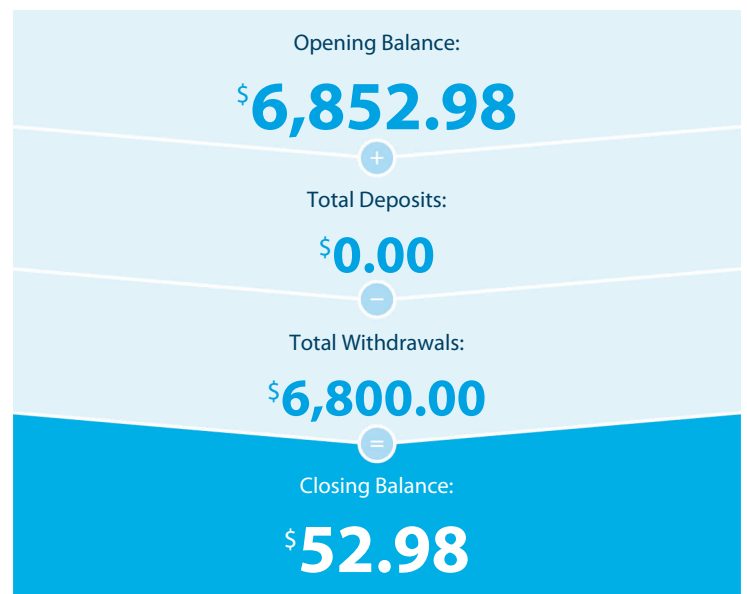 Opening Balance:
$6,852.98
+
Total Deposits:
$0.00
−
Total Withdrawals:
$6,800.00
=
Closing Balance:
$52.98